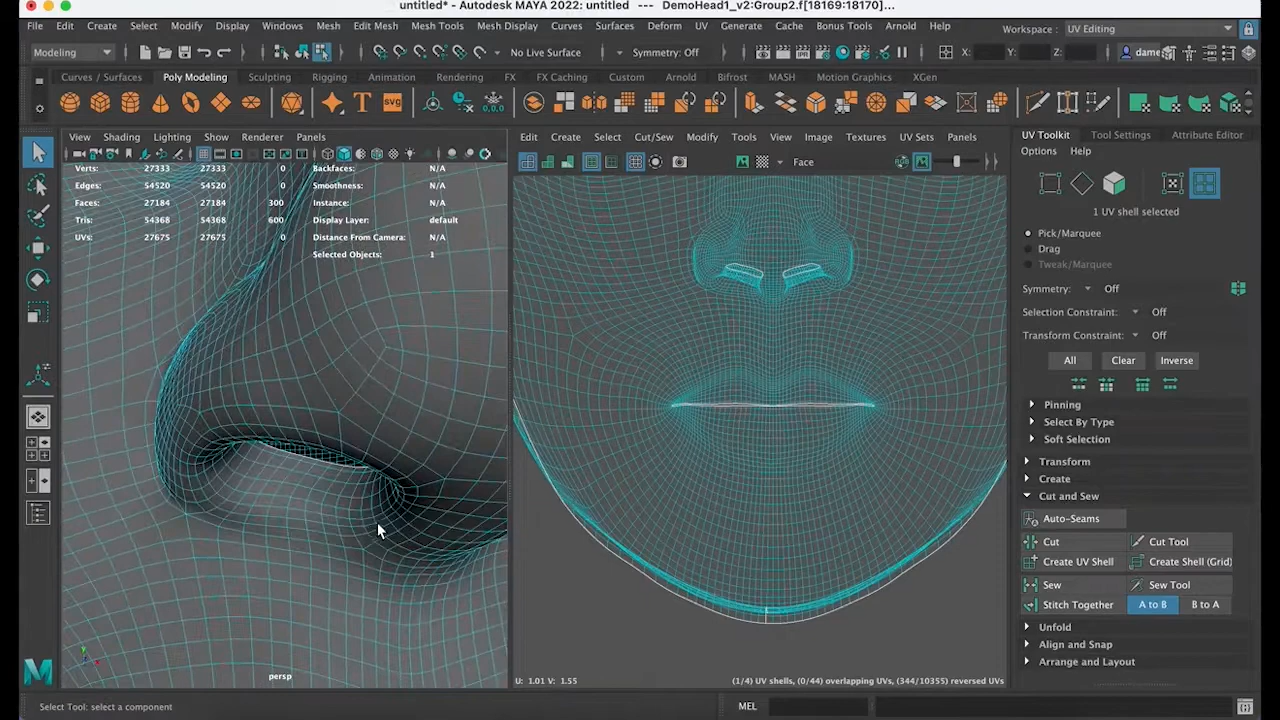 untitled* - Autodesk MAYA 2022: untitled   ---   DemoHead1_v2:Group2.f[18169:18170]...
File Edit Create Select Modify Display Windows Mesh Edit Mesh Mesh Tools Mesh Display Curves Surfaces Deform UV Generate Cache Bonus Tools Arnold Help
Workspace: UV Editing
Modeling No Live Surface Symmetry: Off X: Y: Z: dame
Curves / Surfaces Poly Modeling Sculpting Rigging Animation Rendering FX FX Caching Custom Arnold Bifrost MASH Motion Graphics XGen
SVG
0,0,0
View Shading Lighting Show Renderer Panels
Edit Create Select Cut/Sew Modify Tools View Image Textures UV Sets Panels
UV Toolkit Tool Settings Attribute Editor
Options Help
Face
RGB
Verts: 27333 27333 0 Backfaces: N/A
Edges: 54520 54520 0 Smoothness: N/A
Faces: 27184 27184 300 Instance: N/A
Tris: 54368 54368 600 Display Layer: default
UVs: 27675 27675 0 Distance From Camera: N/A
Selected Objects: 1
1 UV shell selected
Pick/Marquee
Drag
Tweak/Marquee
Symmetry: Off
Selection Constraint: Off
Transform Constraint: Off
All Clear Inverse
Pinning
Select By Type
Soft Selection
Transform
Create
Cut and Sew
Auto-Seams
Cut Cut Tool
Create UV Shell Create Shell (Grid)
Sew Sew Tool
Stitch Together A to B B to A
Unfold
Align and Snap
Arrange and Layout
persp
U: 1.01 V: 1.55 (1/4) UV shells, (0/44) overlapping UVs, (344/10355) reversed UVs
Select Tool: select a component MEL